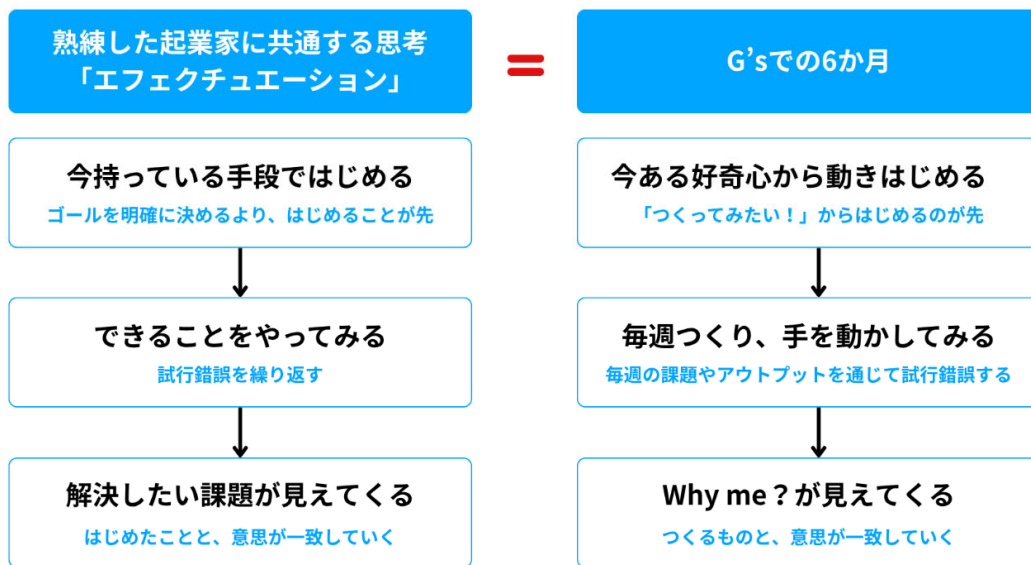 熟練した起業家に共通する思考
「エフェクチュエーション」
=
G’sでの6か月
今持っている手段ではじめる
ゴールを明確に決めるより、はじめることが先
できることをやってみる
試行錯誤を繰り返す
解決したい課題が見えてくる
はじめたことと、意思が一致していく
今ある好奇心から動きはじめる
「つくってみたい！」からはじめるのが先
毎週つくり、手を動かしてみる
毎週の課題やアウトプットを通じて試行錯誤する
Why me？が見えてくる
つくるものと、意思が一致していく